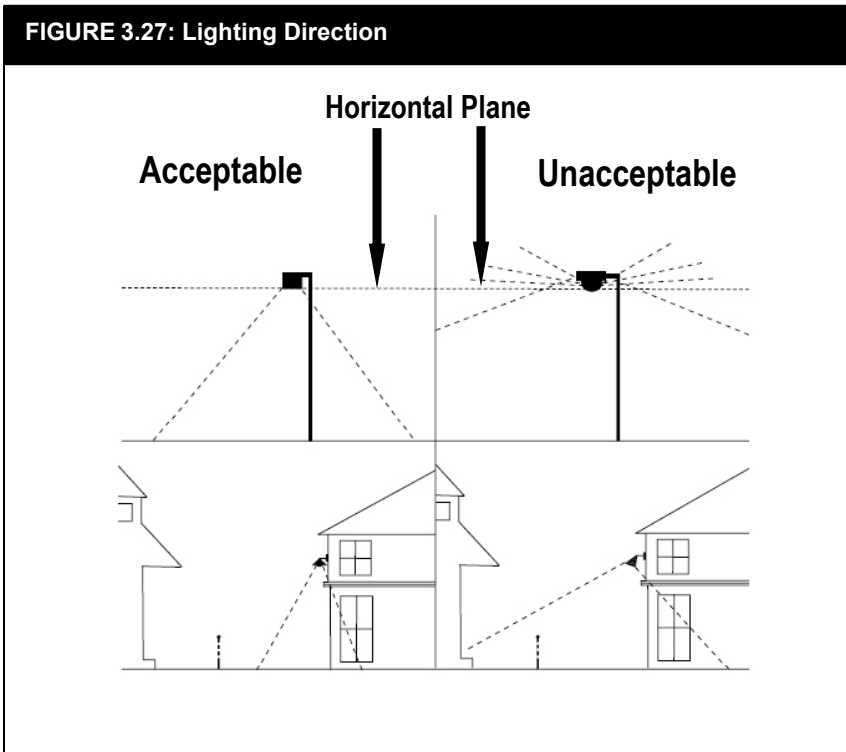 FIGURE 3.27: Lighting Direction
Horizontal Plane
Acceptable
Unacceptable